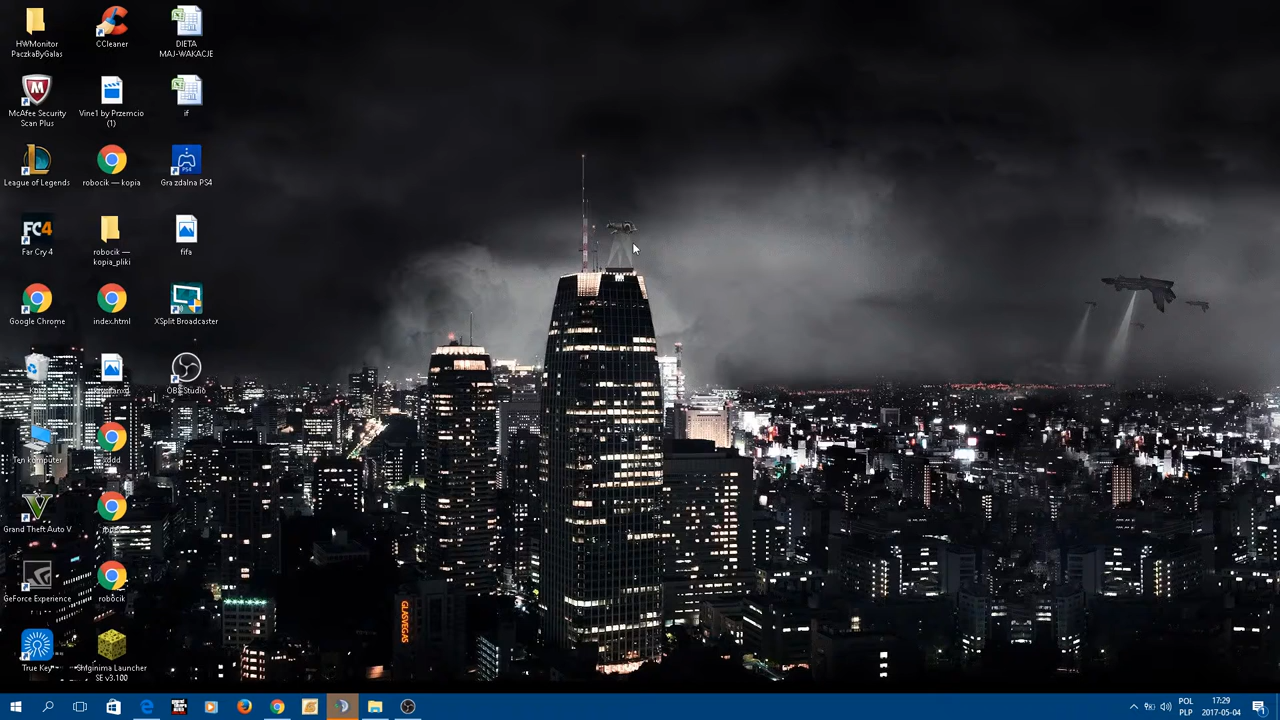 HWMonitor
PaczkaByGalas
CCleaner
DIETA
MAJ-WAKACJE
McAfee Security
Scan Plus
Vine1 by Przemcio
(1)
if
League of Legends
robocik — kopia
Gra zdalna PS4
FC4
Far Cry 4
robocik —
kopia_pliki
fifa
Google Chrome
index.html
XSplit Broadcaster
OBS Studio
Ten komputer
xddd
Grand Theft Auto V
GeForce Experience
robocik
True Key
Shiginima Launcher
SE v3.100
POL
PLP
17:29
2017-05-04